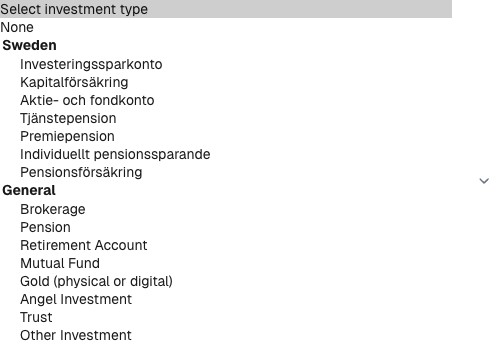 Select investment type
None
Sweden
Investeringssparkonto
Kapitalförsäkring
Aktie- och fondkonto
Tjänstepension
Premiepension
Individuellt pensionssparande
Pensionsförsäkring
General
Brokerage
Pension
Retirement Account
Mutual Fund
Gold (physical or digital)
Angel Investment
Trust
Other Investment